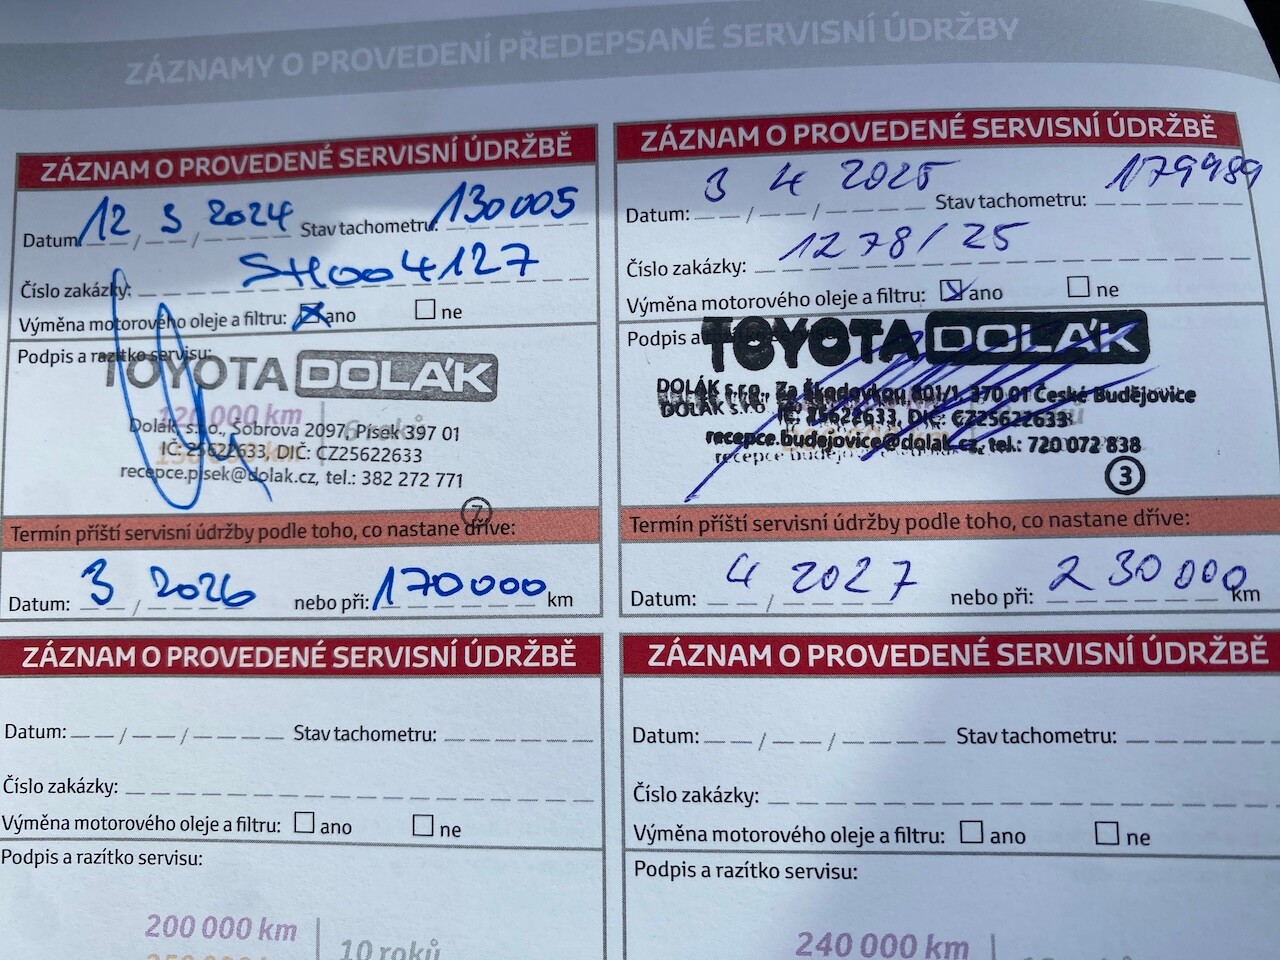 ZÁZNAMY O PROVEDENÍ PŘEDEPSANÉ SERVISNÍ ÚDRŽBY
ZÁZNAM O PROVEDENÉ SERVISNÍ ÚDRŽBĚ
Datum: 12 / 3 / 2024 Stav tachometru: 130005
Číslo zakázky: SH004127
Výměna motorového oleje a filtru: ano ne
Podpis a razítko servisu:
TOYOTA DOLÁK
120 000 km
Dolák, s.r.o., Sobrova 2097, Písek 397 01
IČ: 25622633, DIČ: CZ25622633
recepce.pisek@dolak.cz, tel.: 382 272 771
7
Termín příští servisní údržby podle toho, co nastane dříve:
Datum: 3 / 2026 nebo při: 170000 km
ZÁZNAM O PROVEDENÉ SERVISNÍ ÚDRŽBĚ
Datum: 3 / 4 / 2025 Stav tachometru: 179989
Číslo zakázky: 1278/25
Výměna motorového oleje a filtru: ano ne
Podpis a
TOYOTA DOLÁK
DOLÁK s.r.o., Za Škodovkou 401/1, 370 01 České Budějovice
IČ: 25622633, DIČ: CZ25622633
recepce.budejovice@dolak.cz, tel.: 720 072 838
3
Termín příští servisní údržby podle toho, co nastane dříve:
Datum: 4 / 2027 nebo při: 230000 km
ZÁZNAM O PROVEDENÉ SERVISNÍ ÚDRŽBĚ
Datum: / / Stav tachometru:
Číslo zakázky:
Výměna motorového oleje a filtru: ano ne
Podpis a razítko servisu:
200 000 km
10 roků
ZÁZNAM O PROVEDENÉ SERVISNÍ ÚDRŽBĚ
Datum: / / Stav tachometru:
Číslo zakázky:
Výměna motorového oleje a filtru: ano ne
Podpis a razítko servisu:
240 000 km